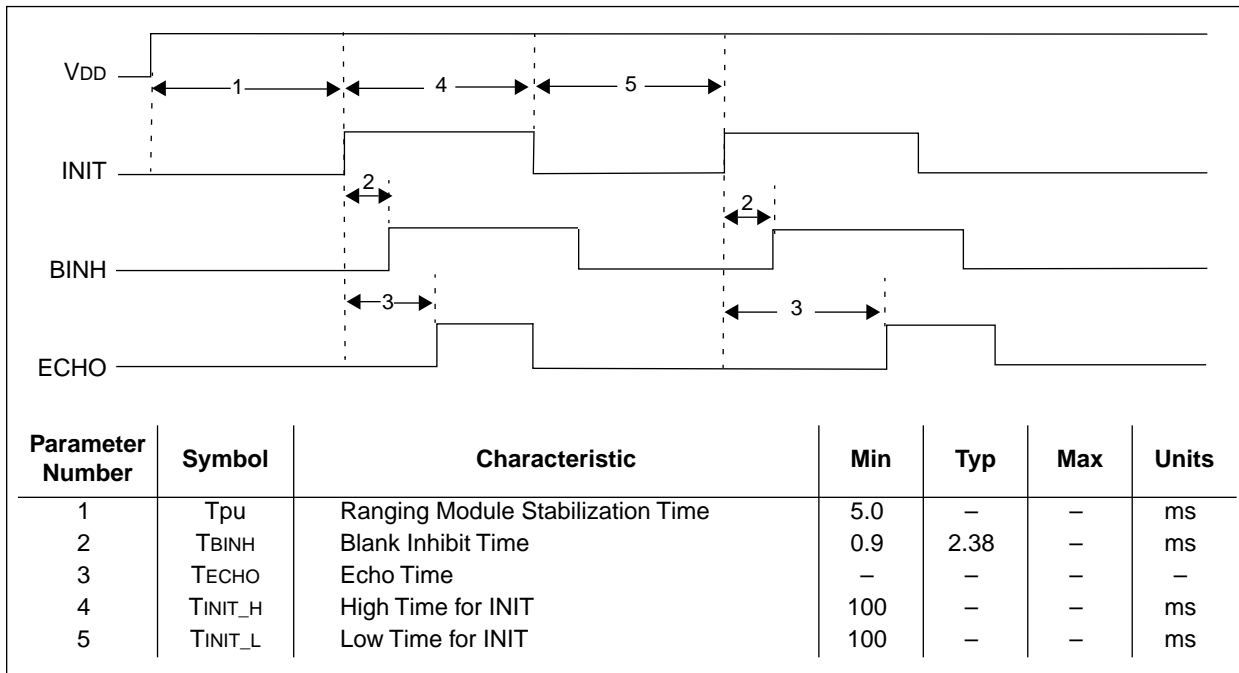 VDD
1
4
5
INIT
2
2
BINH
3
3
ECHO
Parameter Number Symbol Characteristic Min Typ Max Units
1 Tpu Ranging Module Stabilization Time 5.0 – – ms
2 TBINH Blank Inhibit Time 0.9 2.38 – ms
3 TECHO Echo Time – – – –
4 TINIT_H High Time for INIT 100 – – ms
5 TINIT_L Low Time for INIT 100 – – ms